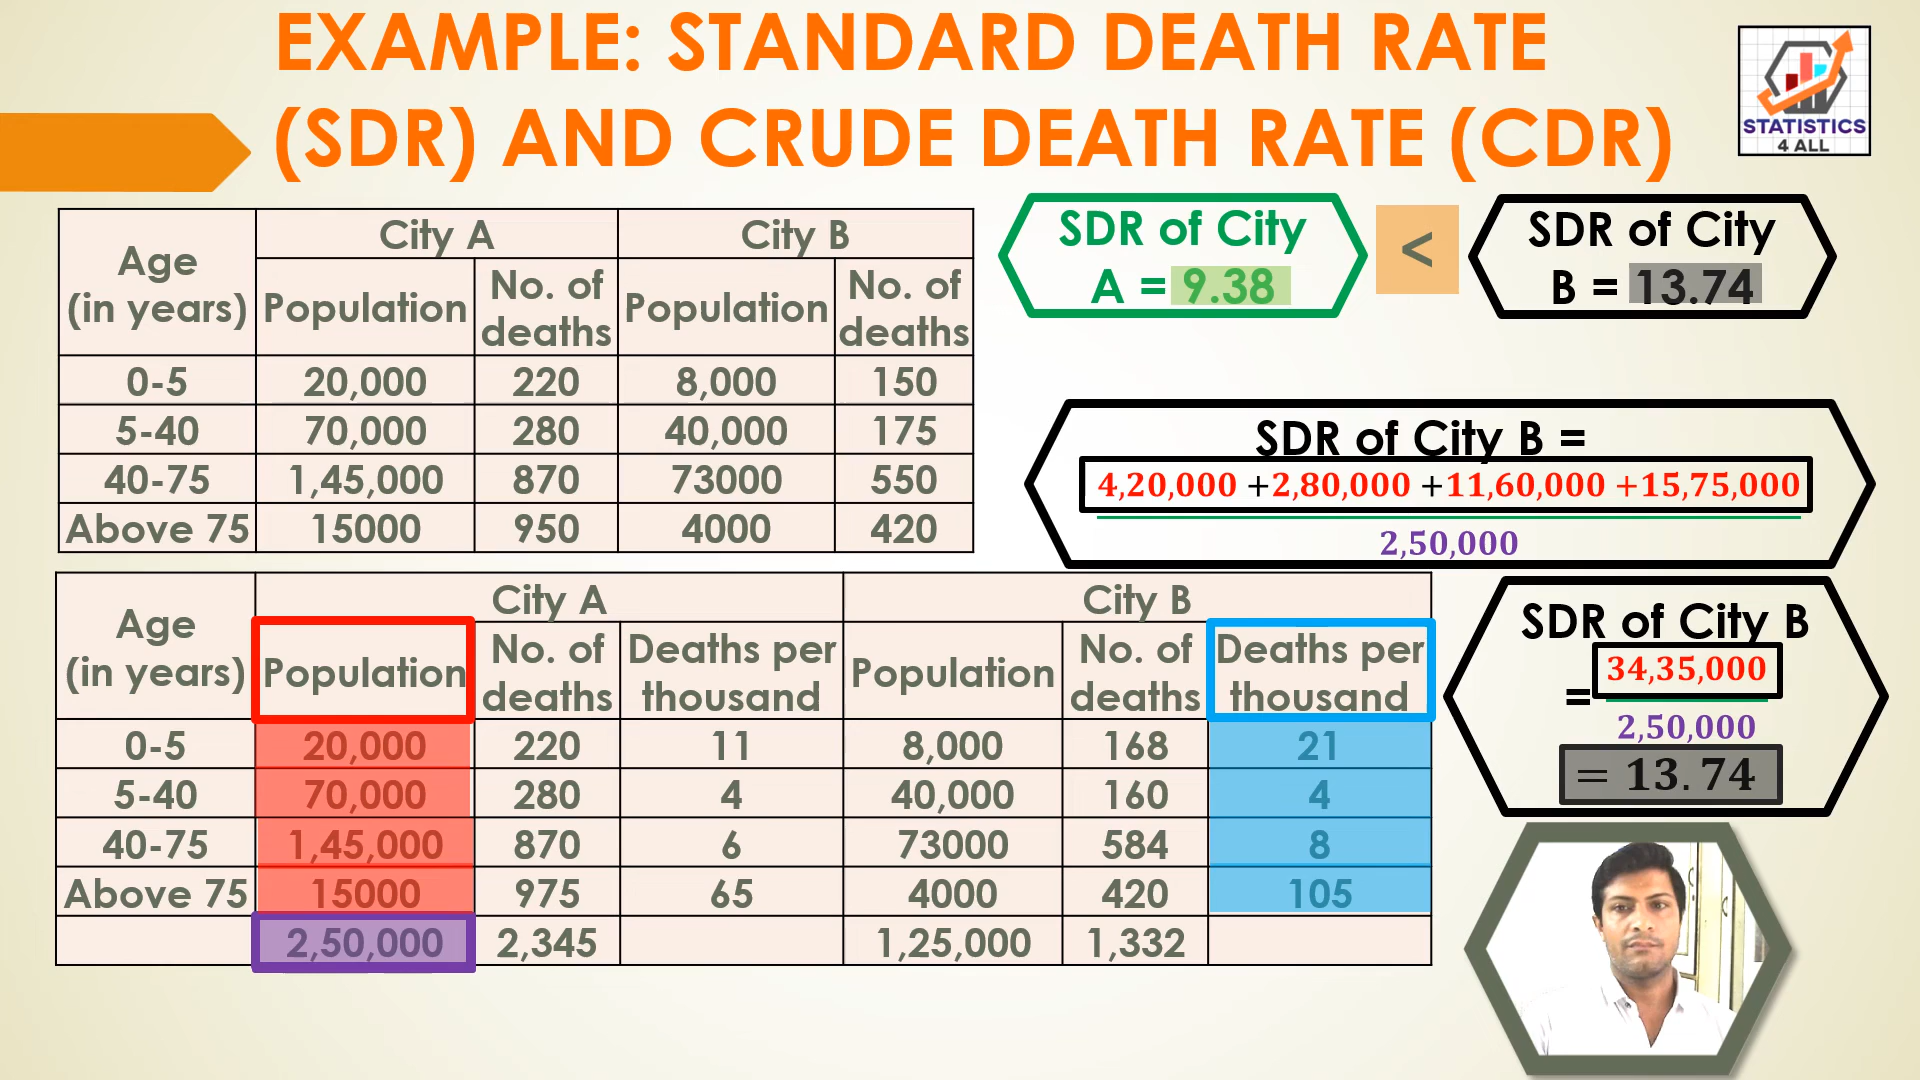 EXAMPLE: STANDARD DEATH RATE
(SDR) AND CRUDE DEATH RATE (CDR)
STATISTICS
4 ALL
Age
(in years)
City A
City B
Population
No. of
deaths
Population
No. of
deaths
0-5 20,000 220 8,000 150
5-40 70,000 280 40,000 175
40-75 1,45,000 870 73000 550
Above 75 15000 950 4000 420
SDR of City
A = 9.38
<
SDR of City
B = 13.74
SDR of City B =
4,20,000 +2,80,000 +11,60,000 +15,75,000
2,50,000
Age
(in years)
City A
City B
Population
No. of
deaths
Deaths per
thousand
Population
No. of
deaths
Deaths per
thousand
0-5 20,000 220 11 8,000 168 21
5-40 70,000 280 4 40,000 160 4
40-75 1,45,000 870 6 73000 584 8
Above 75 15000 975 65 4000 420 105
2,50,000 2,345 1,25,000 1,332
SDR of City B
= 34,35,000
2,50,000
= 13.74